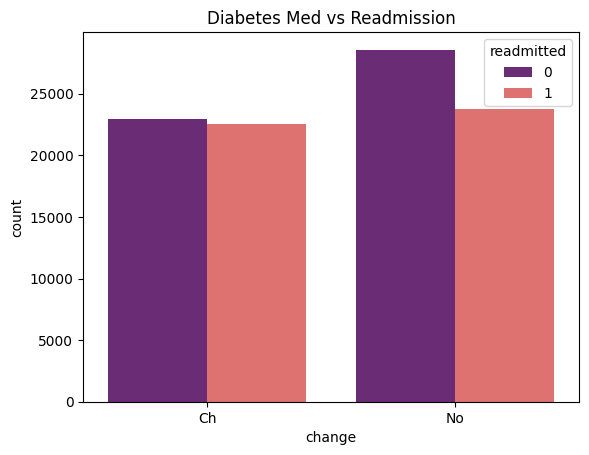 Diabetes Med vs Readmission
readmitted
0
1
25000
20000
15000
10000
5000
0
count
Ch
No
change